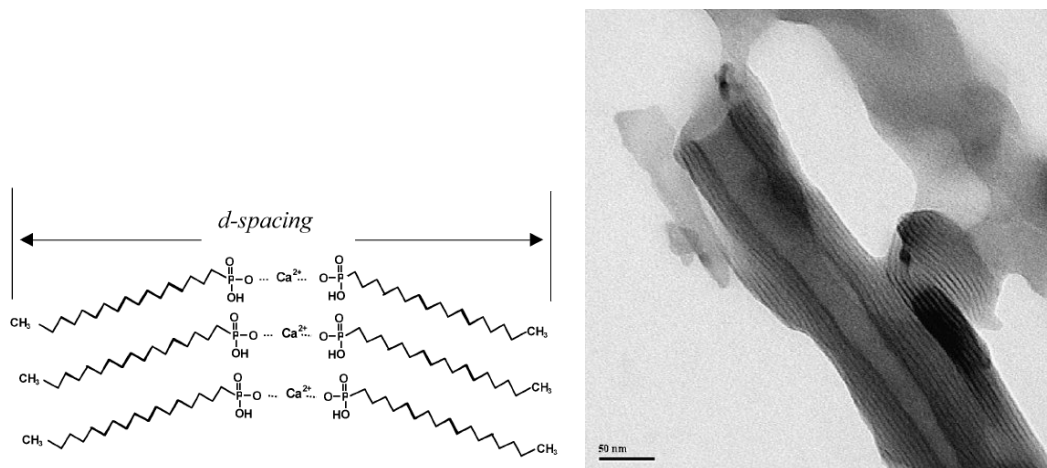 d-spacing
O
P O ... Ca2+ ... O P
OH HO
CH3 CH3
O
P O ... Ca2+ ... O P
OH HO
CH3 CH3
O
P O ... Ca2+ ... O P
OH HO
CH3 CH3
50 nm